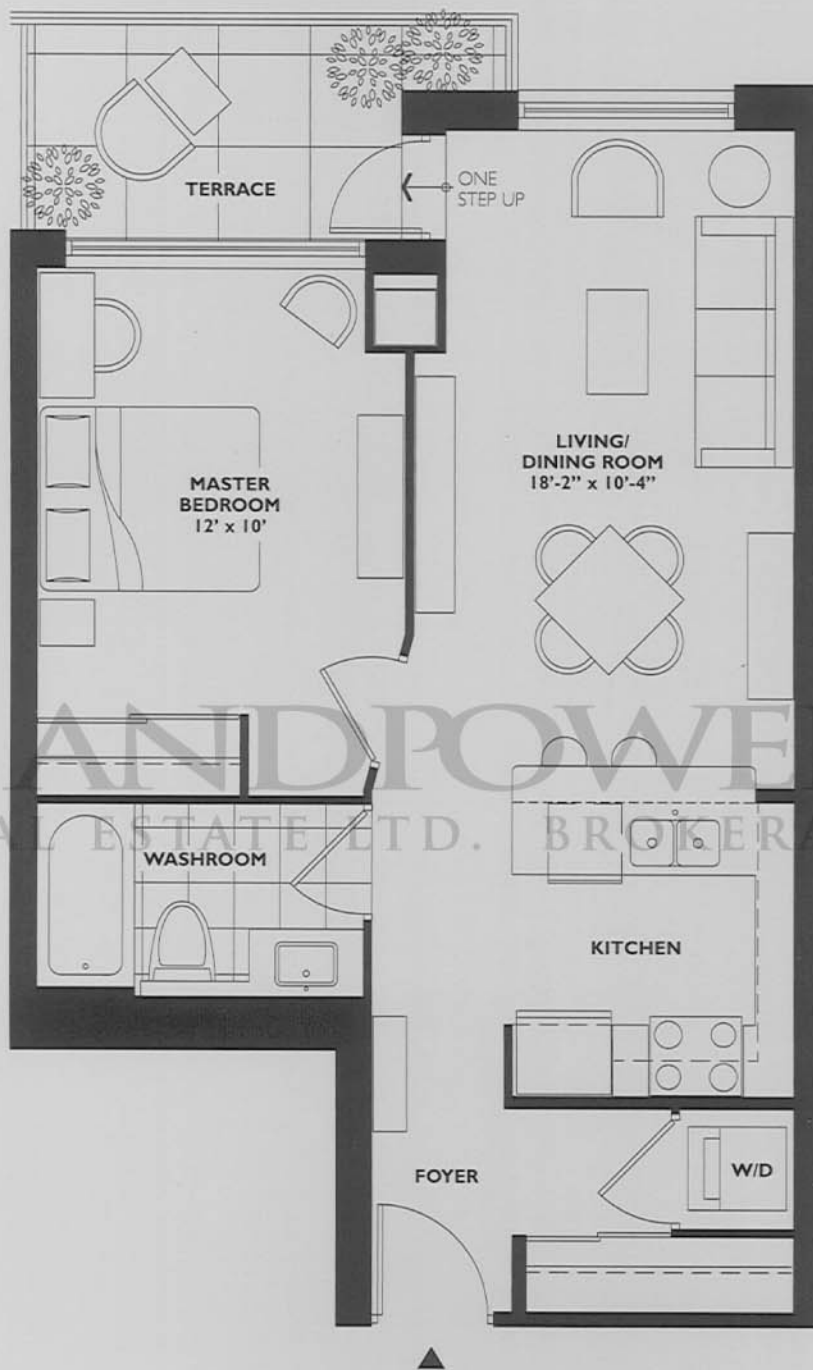 TERRACE
ONE
STEP UP
MASTER
BEDROOM
12' x 10'
LIVING/
DINING ROOM
18'-2” x 10'-4”
ANDPOWE
AL ESTATE LTD. BROKERA
WASHROOM
KITCHEN
FOYER
W/D